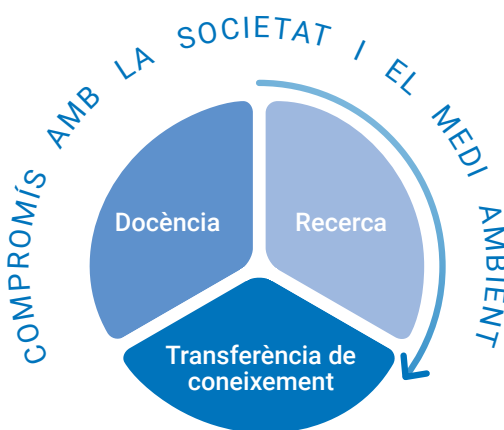 COMPROMÍS AMB LA SOCIETAT I EL MEDI AMBIENT
Docència
Recerca
Transferència de
coneixement